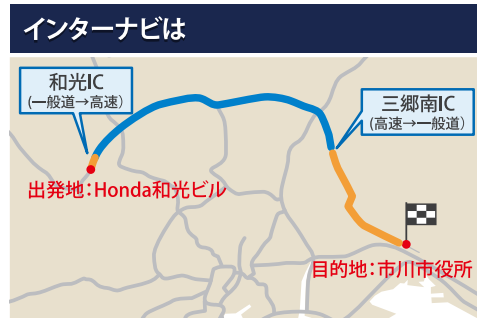 インターナビは
和光IC
(一般道→高速)
三郷南IC
(高速→一般道)
出発地：Honda和光ビル
目的地：市川市役所